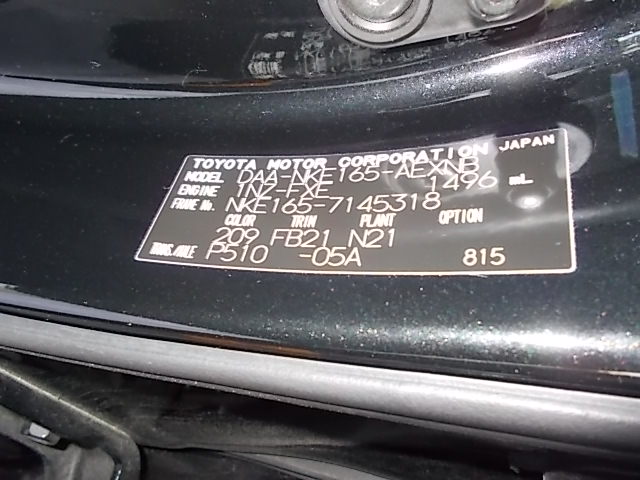 TOYOTA MOTOR CORPORATION JAPAN
MODEL DAA-NKE165-AEXNB
ENGINE 1NZ-FXE 1496 mL
FRAME No. NKE165-7145318
COLOR TRIM PLANT OPTION
209 FB21 N21
TRANS./AXLE P510 -05A 815